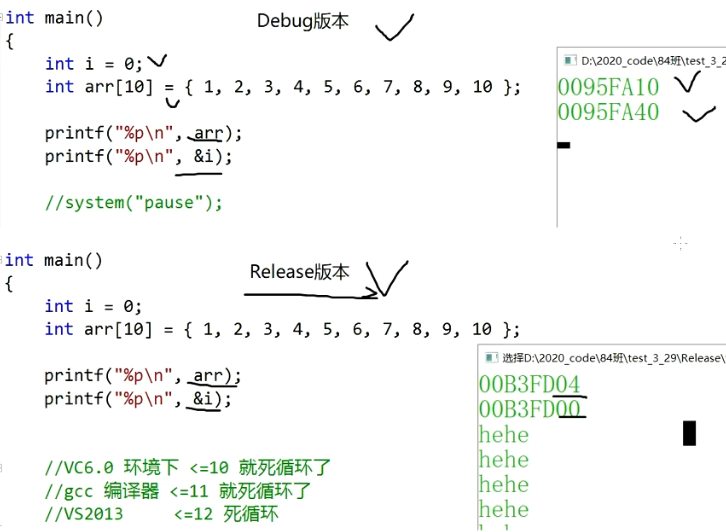 int main()
Debug版本
{
int i = 0;
int arr[10] = { 1, 2, 3, 4, 5, 6, 7, 8, 9, 10 };
printf("%p\n", arr);
printf("%p\n", &i);
//system("pause");
D:\2020_code\84班\test_3_2
0095FA10
0095FA40
int main()
Release版本
{
int i = 0;
int arr[10] = { 1, 2, 3, 4, 5, 6, 7, 8, 9, 10 };
printf("%p\n", arr);
printf("%p\n", &i);
//VC6.0 环境下 <=10 就死循环了
//gcc 编译器 <=11 就死循环了
//VS2013 <=12 死循环
选择D:\2020_code\84班\test_3_29\Release\
00B3FD04
00B3FD00
hehe
hehe
hehe
hehe